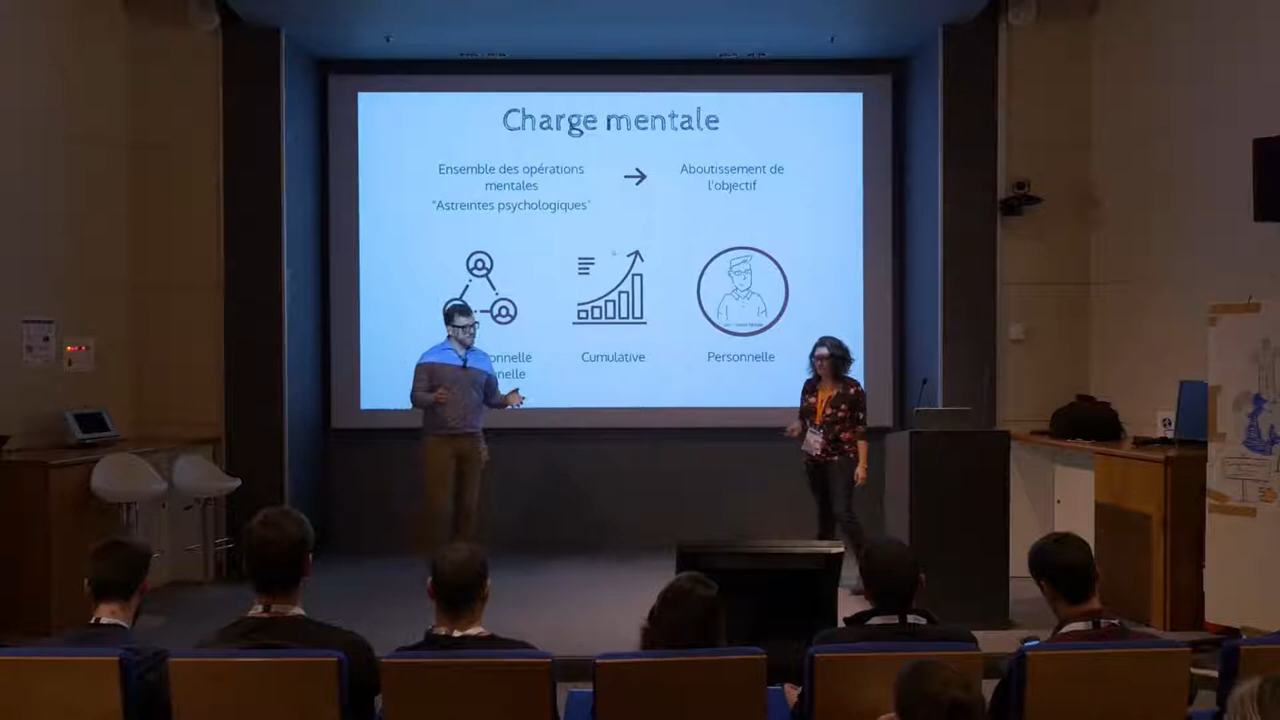 Charge mentale
Ensemble des opérations
mentales
"Astreintes psychologiques"
→
Aboutissement de
l'objectif
Cumulative
Personnelle